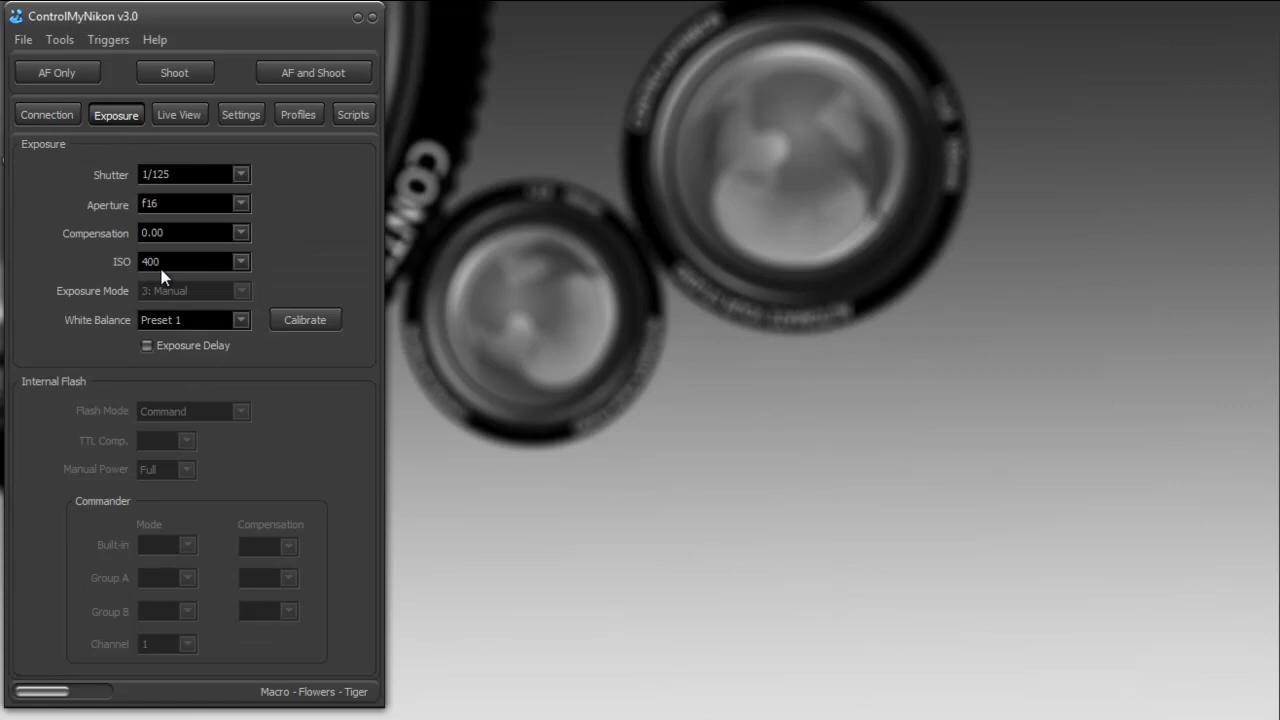 ControlMyNikon v3.0
File Tools Triggers Help
AF Only Shoot AF and Shoot
Connection Exposure Live View Settings Profiles Scripts
Exposure
Shutter 1/125
Aperture f16
Compensation 0.00
ISO 400
Exposure Mode 3: Manual
White Balance Preset 1 Calibrate
Exposure Delay
Internal Flash
Flash Mode Command
TTL Comp.
Manual Power Full
Commander
Mode Compensation
Built-in
Group A
Group B
Channel 1
Macro - Flowers - Tiger
CONT